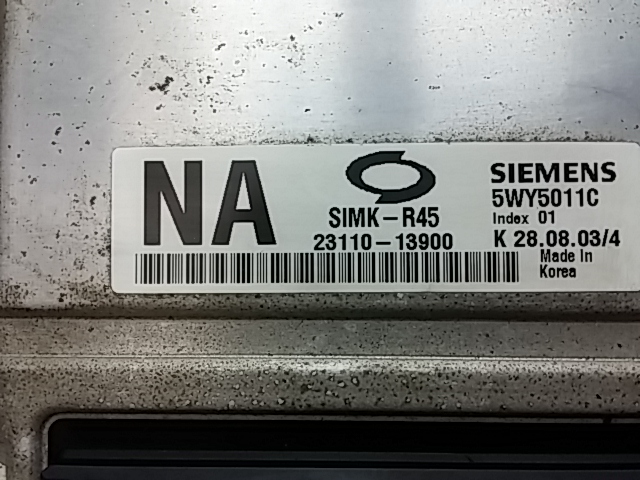 NA
SIMK-R45
23110-13900
SIEMENS
5WY5011C
Index 01
K 28.08.03/4
Made In
Korea